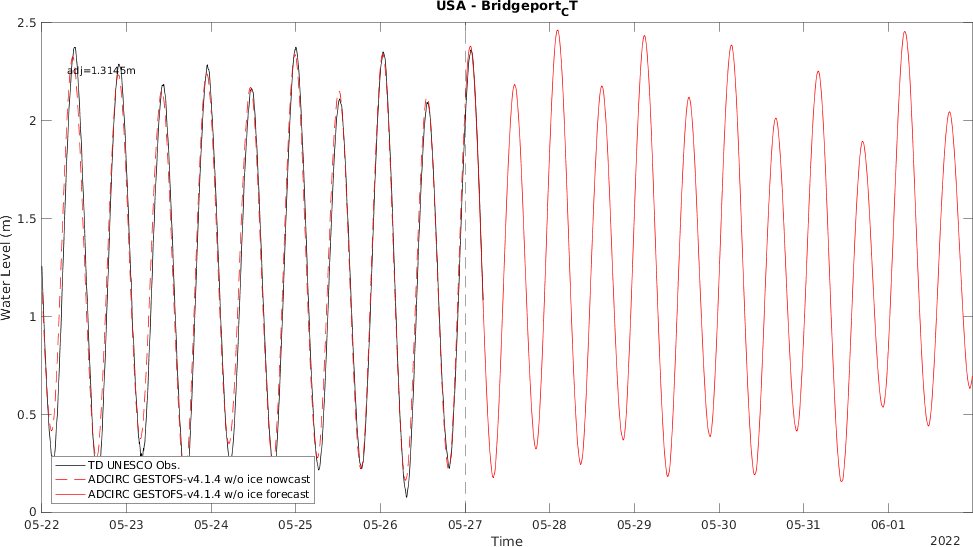 USA - Bridgeport_CT
adj=1.3145m
2.5
2
1.5
1
0.5
0
Water Level (m)
TD UNESCO Obs.
ADCIRC GESTOFS-v4.1.4 w/o ice nowcast
ADCIRC GESTOFS-v4.1.4 w/o ice forecast
05-22 05-23 05-24 05-25 05-26 05-27 05-28 05-29 05-30 05-31 06-01
Time
2022